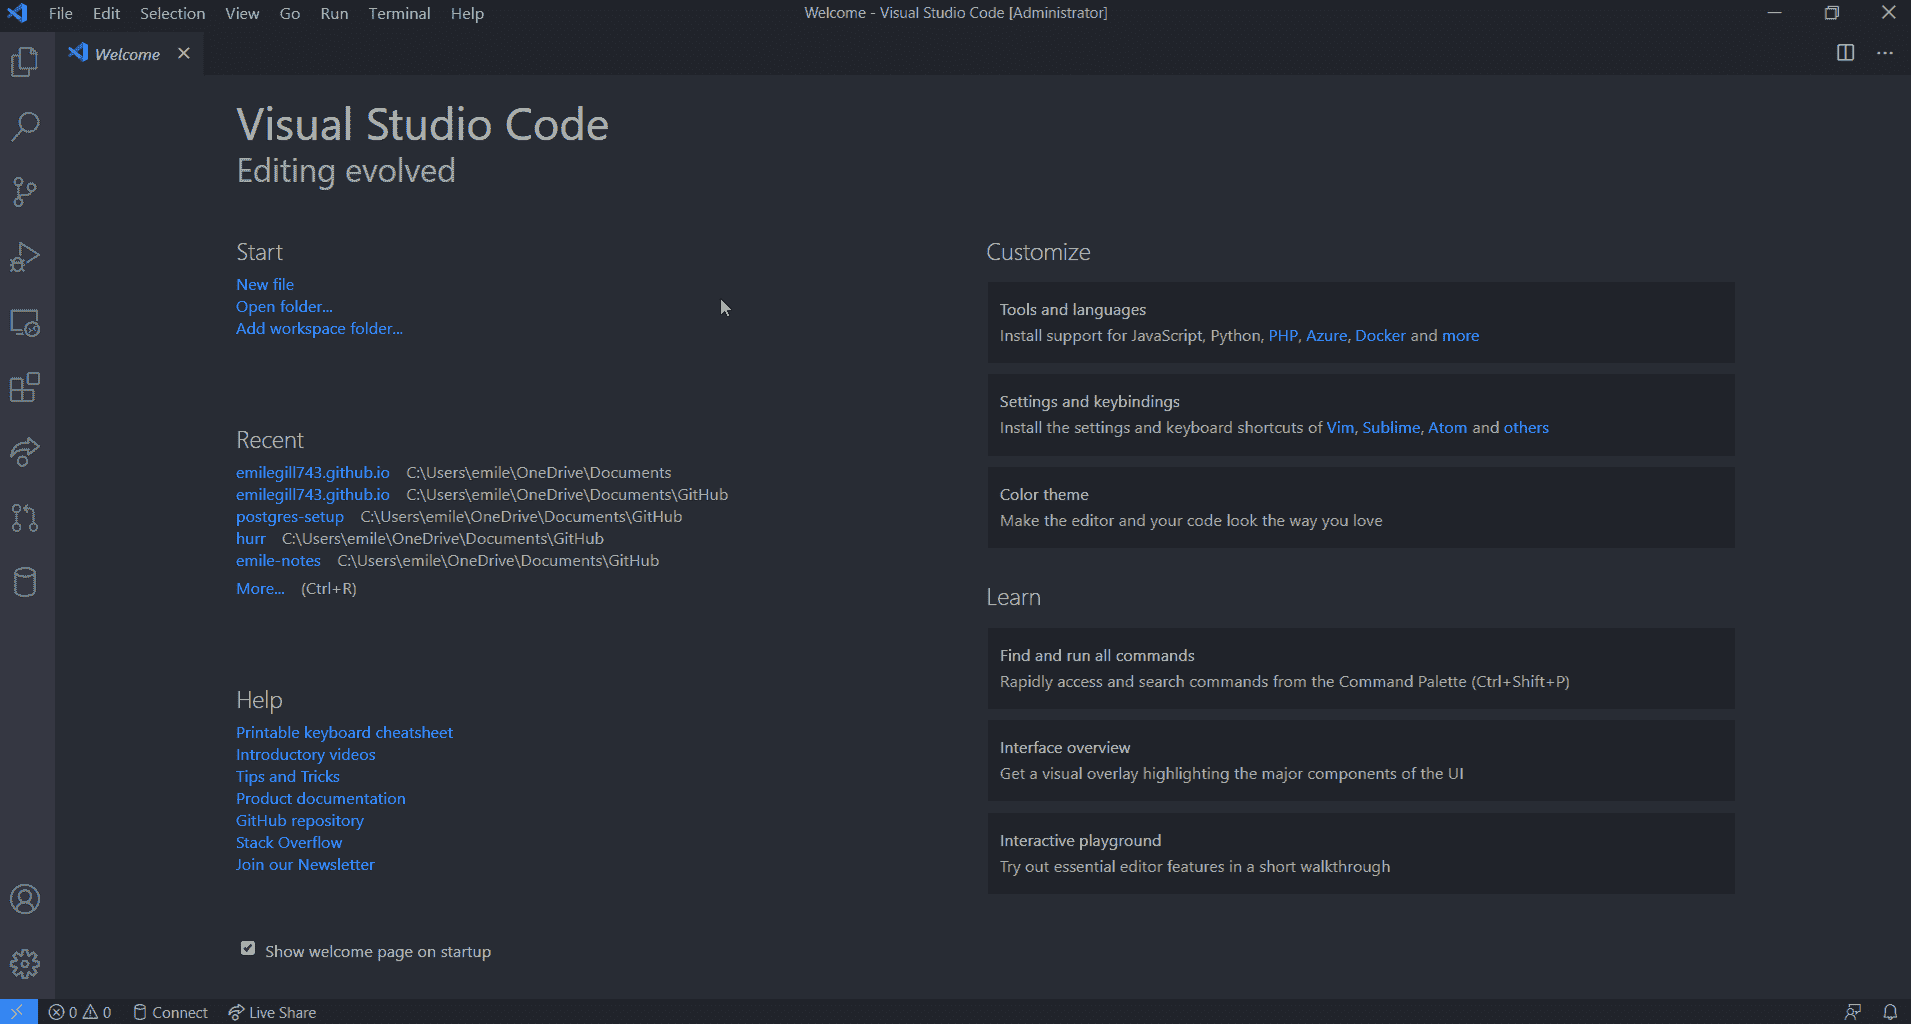 File Edit Selection View Go Run Terminal Help
Welcome - Visual Studio Code [Administrator]
Welcome
Visual Studio Code
Editing evolved
Start
New file
Open folder...
Add workspace folder...
Recent
emilegill743.github.io C:\Users\emile\OneDrive\Documents
emilegill743.github.io C:\Users\emile\OneDrive\Documents\GitHub
postgres-setup C:\Users\emile\OneDrive\Documents\GitHub
hurr C:\Users\emile\OneDrive\Documents\GitHub
emile-notes C:\Users\emile\OneDrive\Documents\GitHub
More... (Ctrl+R)
Help
Printable keyboard cheatsheet
Introductory videos
Tips and Tricks
Product documentation
GitHub repository
Stack Overflow
Join our Newsletter
Show welcome page on startup
Customize
Tools and languages
Install support for JavaScript, Python, PHP, Azure, Docker and more
Settings and keybindings
Install the settings and keyboard shortcuts of Vim, Sublime, Atom and others
Color theme
Make the editor and your code look the way you love
Learn
Find and run all commands
Rapidly access and search commands from the Command Palette (Ctrl+Shift+P)
Interface overview
Get a visual overlay highlighting the major components of the UI
Interactive playground
Try out essential editor features in a short walkthrough
0 0 Connect Live Share